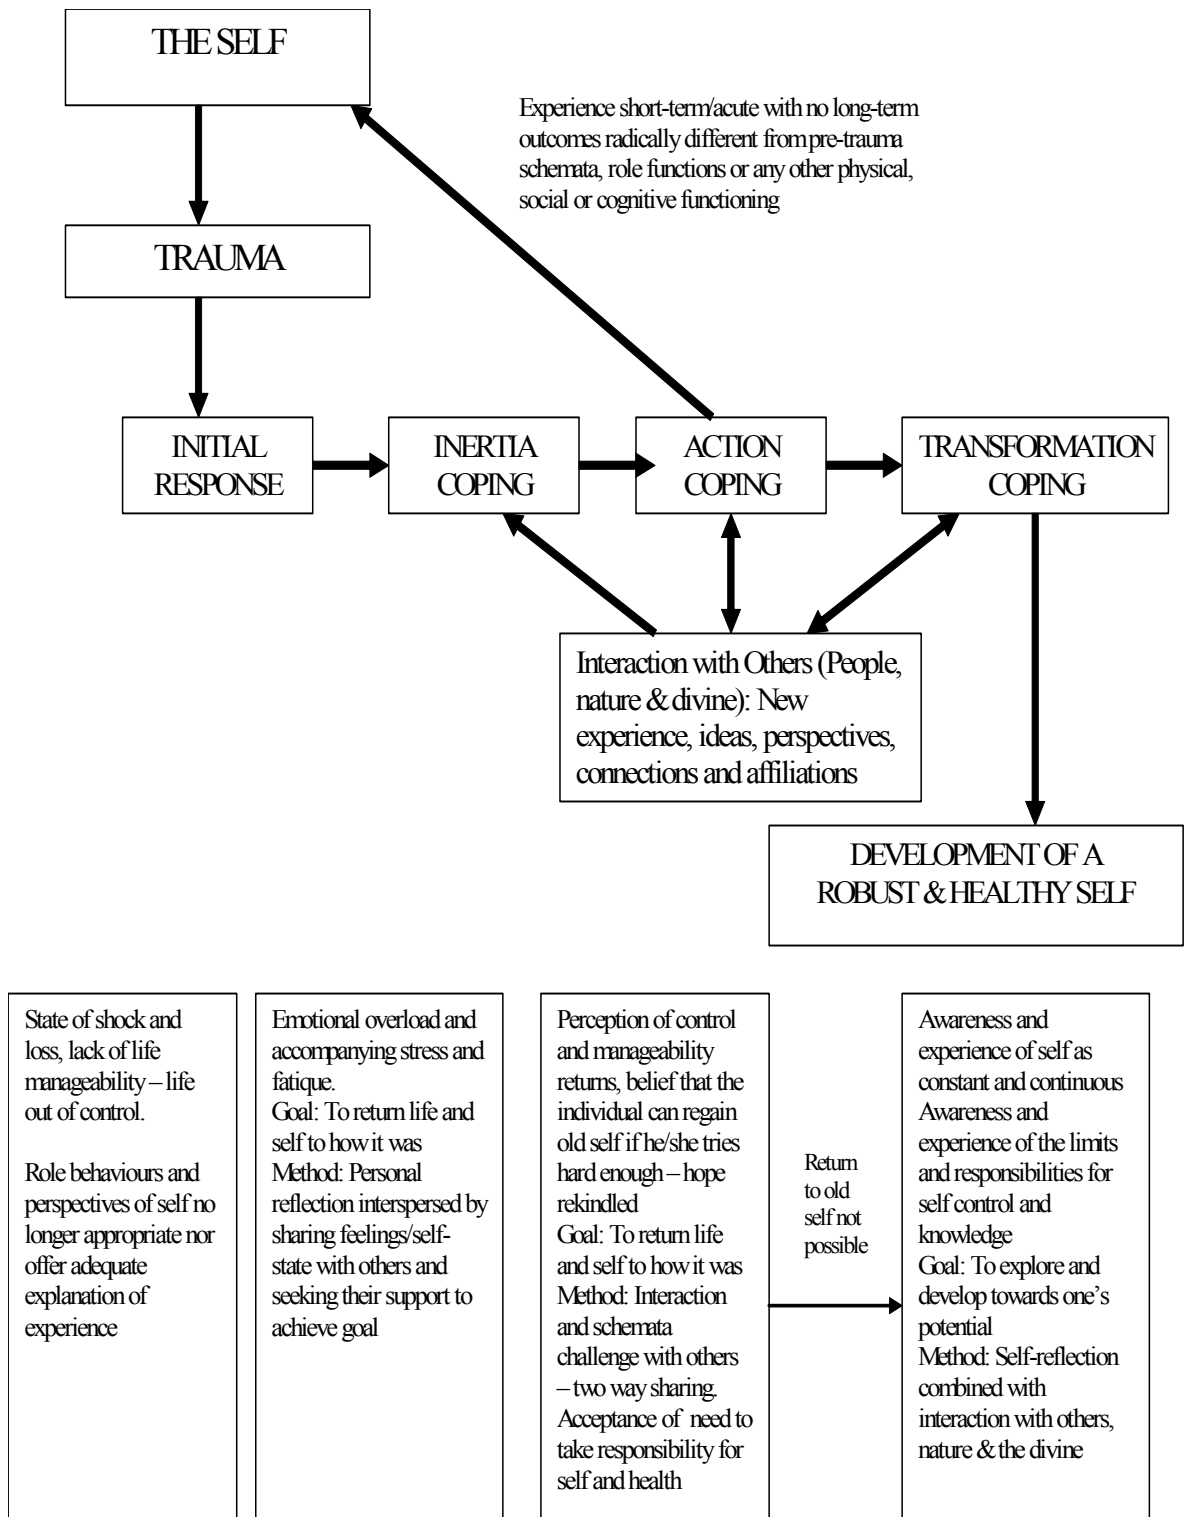 THE SELF
Experience short-term/acute with no long-term
outcomes radically different from pre-trauma
schemata, role functions or any other physical,
social or cognitive functioning
TRAUMA
INITIAL
RESPONSE
INERTIA
COPING
ACTION
COPING
TRANSFORMATION
COPING
Interaction with Others (People,
nature & divine): New
experience, ideas, perspectives,
connections and affiliations
DEVELOPMENT OF A
ROBUST & HEALTHY SELF
State of shock and
loss, lack of life
manageability – life
out of control.
Role behaviours and
perspectives of self no
longer appropriate nor
offer adequate
explanation of
experience
Emotional overload and
accompanying stress and
fatique.
Goal: To return life and
self to how it was
Method: Personal
reflection interspersed by
sharing feelings/self-
state with others and
seeking their support to
achieve goal
Perception of control
and manageability
returns, belief that the
individual can regain
old self if he/she tries
hard enough – hope
rekindled
Goal: To return life
and self to how it was
Method: Interaction
and schemata
challenge with others
– two way sharing.
Acceptance of need to
take responsibility for
self and health
Return
to old
self not
possible
Awareness and
experience of self as
constant and continuous
Awareness and
experience of the limits
and responsibilities for
self control and
knowledge
Goal: To explore and
develop towards one's
potential
Method: Self-reflection
combined with
interaction with others,
nature & the divine